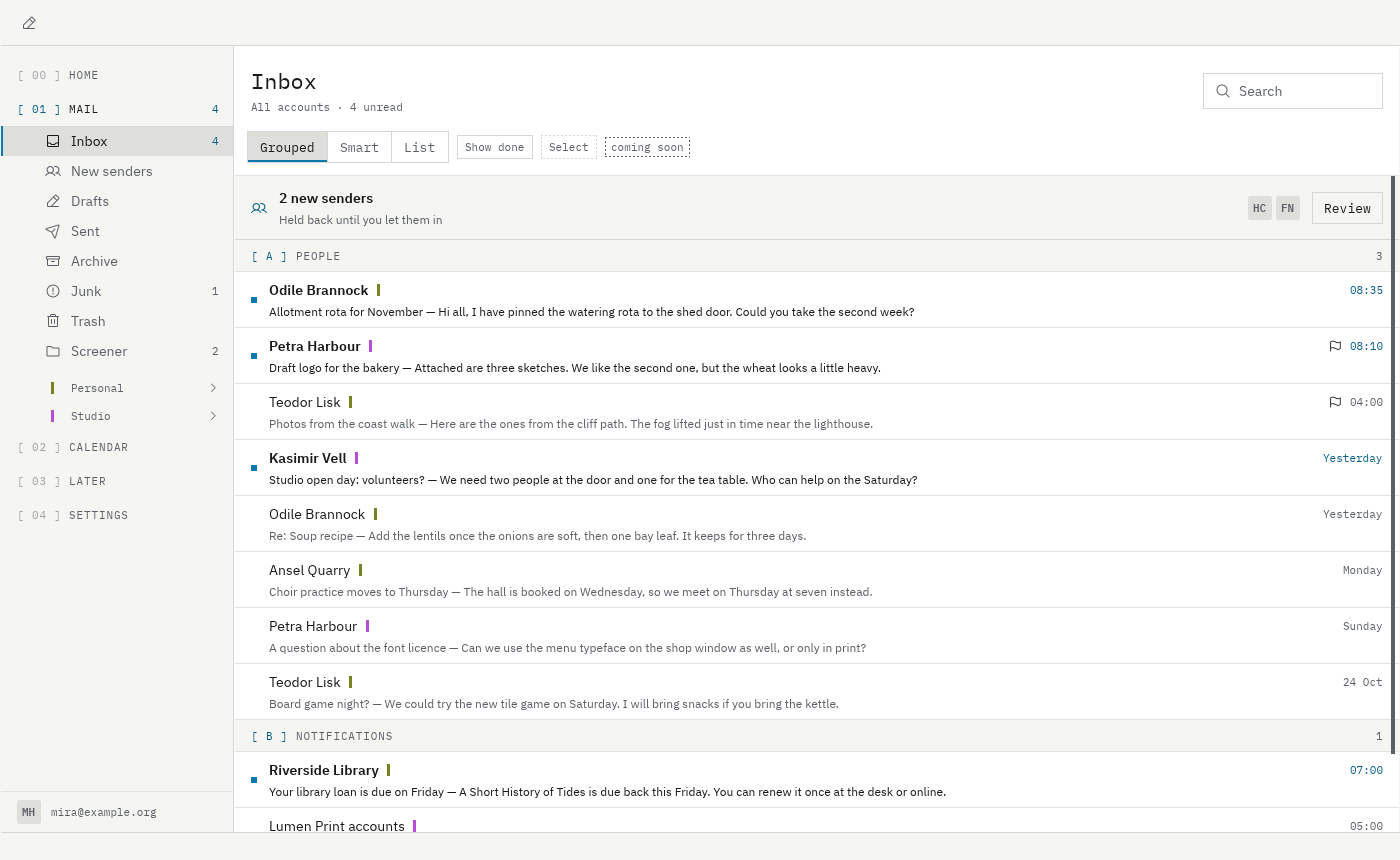 [ 00 ] HOME
[ 01 ] MAIL 4
Inbox 4
New senders
Drafts
Sent
Archive
Junk 1
Trash
Screener 2
Personal
Studio
[ 02 ] CALENDAR
[ 03 ] LATER
[ 04 ] SETTINGS
MH mira@example.org
Inbox
All accounts · 4 unread
Search
Grouped Smart List Show done Select coming soon
2 new senders
Held back until you let them in
HC FN Review
[ A ] PEOPLE 3
Odile Brannock 08:35
Allotment rota for November — Hi all, I have pinned the watering rota to the shed door. Could you take the second week?
Petra Harbour 08:10
Draft logo for the bakery — Attached are three sketches. We like the second one, but the wheat looks a little heavy.
Teodor Lisk 04:00
Photos from the coast walk — Here are the ones from the cliff path. The fog lifted just in time near the lighthouse.
Kasimir Vell Yesterday
Studio open day: volunteers? — We need two people at the door and one for the tea table. Who can help on the Saturday?
Odile Brannock Yesterday
Re: Soup recipe — Add the lentils once the onions are soft, then one bay leaf. It keeps for three days.
Ansel Quarry Monday
Choir practice moves to Thursday — The hall is booked on Wednesday, so we meet on Thursday at seven instead.
Petra Harbour Sunday
A question about the font licence — Can we use the menu typeface on the shop window as well, or only in print?
Teodor Lisk 24 Oct
Board game night? — We could try the new tile game on Saturday. I will bring snacks if you bring the kettle.
[ B ] NOTIFICATIONS 1
Riverside Library 07:00
Your library loan is due on Friday — A Short History of Tides is due back this Friday. You can renew it once at the desk or online.
Lumen Print accounts 05:00